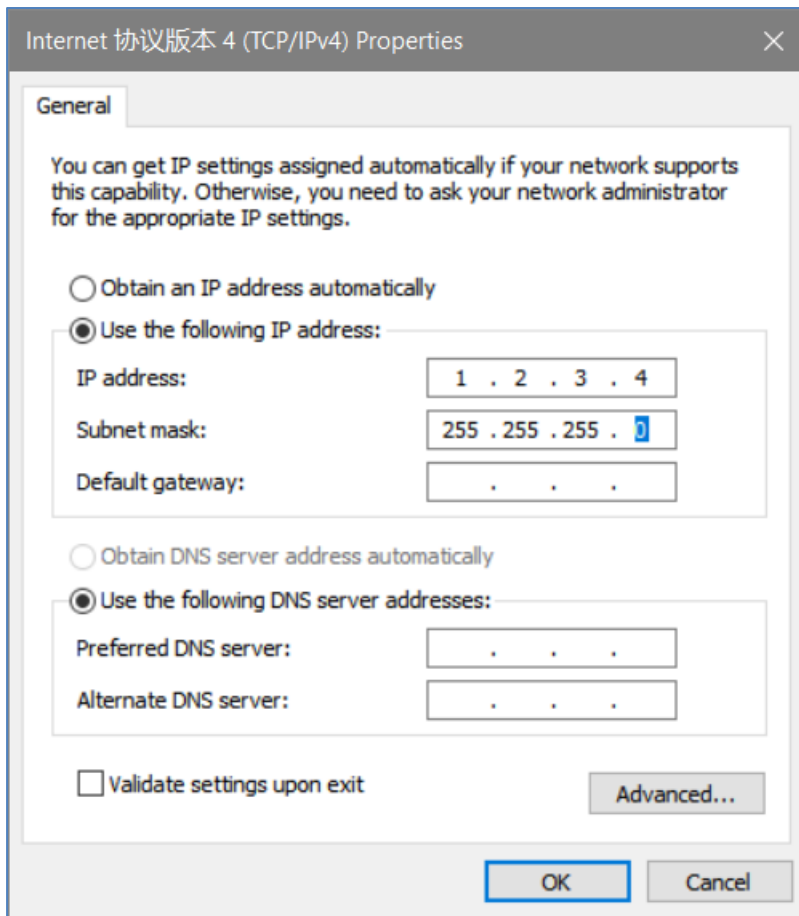 Internet 协议版本 4 (TCP/IPv4) Properties
General
You can get IP settings assigned automatically if your network supports
this capability. Otherwise, you need to ask your network administrator
for the appropriate IP settings.
Obtain an IP address automatically
Use the following IP address:
IP address: 1 . 2 . 3 . 4
Subnet mask: 255 . 255 . 255 . 0
Default gateway: . . .
Obtain DNS server address automatically
Use the following DNS server addresses:
Preferred DNS server: . . .
Alternate DNS server: . . .
Validate settings upon exit
Advanced...
OK Cancel